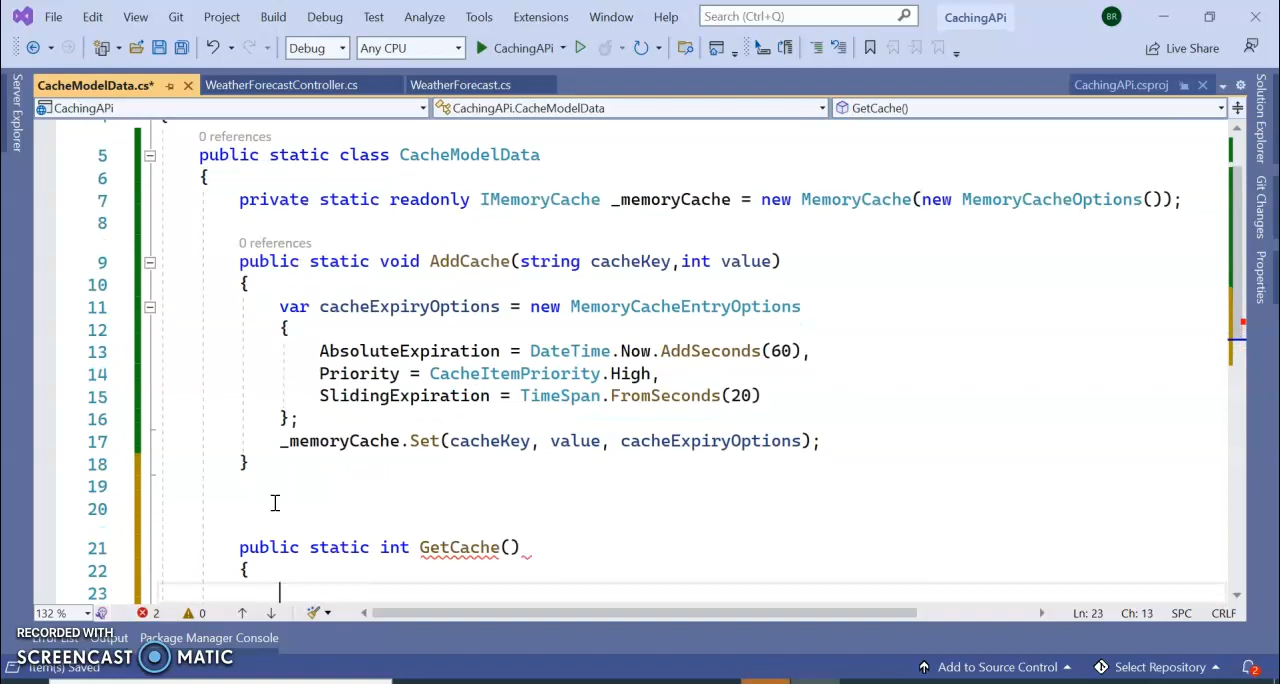 File Edit View Git Project Build Debug Test Analyze Tools Extensions Window Help Search (Ctrl+Q) CachingAPi BR
Debug Any CPU CachingAPi Live Share
CacheModelData.cs* WeatherForecastController.cs WeatherForecast.cs CachingAPi.csproj
CachingAPi CachingAPi.CacheModelData GetCache()
Server Explorer
Solution Explorer
Git Changes
Properties
0 references
5 public static class CacheModelData
6 {
7 private static readonly IMemoryCache _memoryCache = new MemoryCache(new MemoryCacheOptions());
8
0 references
9 public static void AddCache(string cacheKey,int value)
10 {
11 var cacheExpiryOptions = new MemoryCacheEntryOptions
12 {
13 AbsoluteExpiration = DateTime.Now.AddSeconds(60),
14 Priority = CacheItemPriority.High,
15 SlidingExpiration = TimeSpan.FromSeconds(20)
16 };
17 _memoryCache.Set(cacheKey, value, cacheExpiryOptions);
18 }
19
20
21 public static int GetCache()
22 {
23
132 % 2 0 Ln: 23 Ch: 13 SPC CRLF
Error List Output Package Manager Console
RECORDED WITH
SCREENCAST MATIC
Item(s) Saved Add to Source Control Select Repository 2